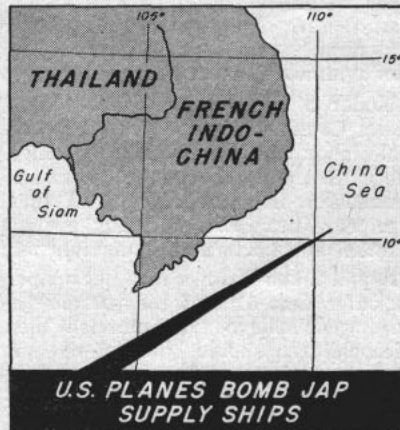 105°
110°
15°
THAILAND
FRENCH
INDO-
CHINA
Gulf
of
Siam
China
Sea
10°
U.S. PLANES BOMB JAP
SUPPLY SHIPS